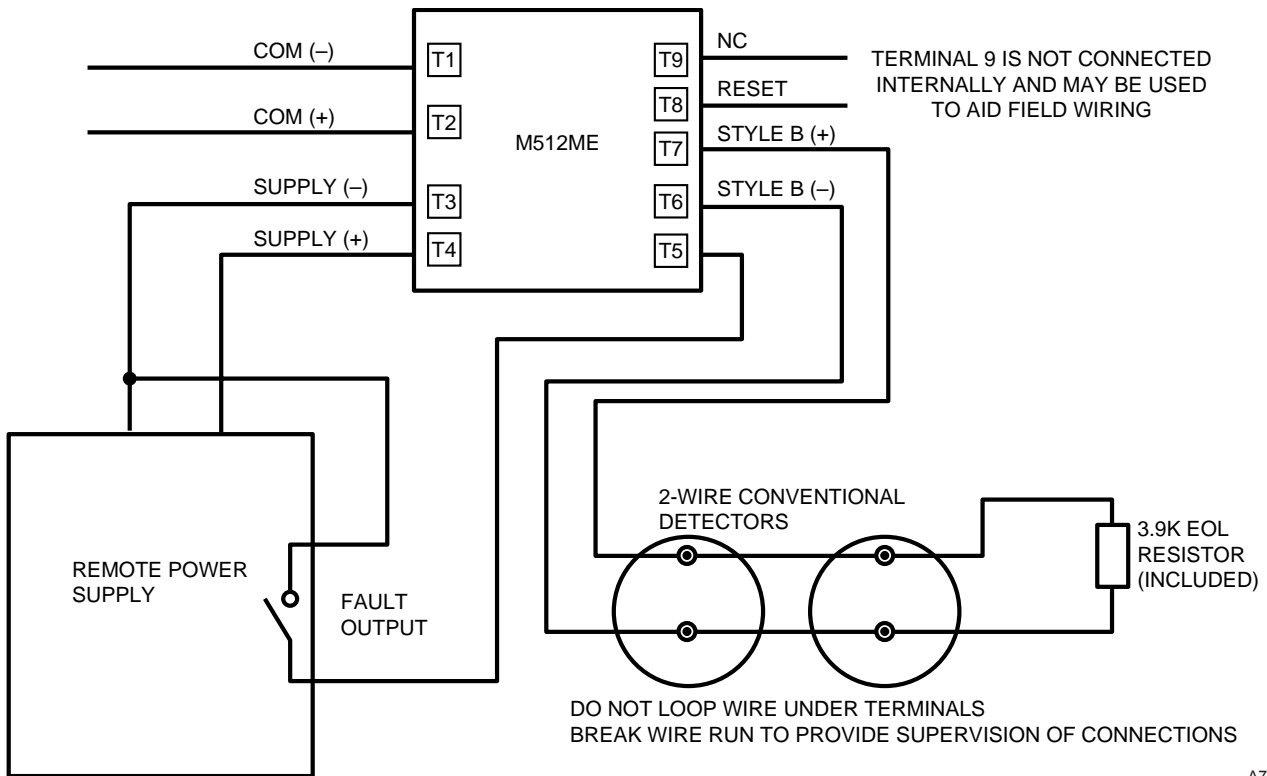 COM (–)
T1
COM (+)
T2
SUPPLY (–)
T3
SUPPLY (+)
T4
M512ME
T9
NC
T8
RESET
T7
STYLE B (+)
T6
STYLE B (–)
T5
TERMINAL 9 IS NOT CONNECTED
INTERNALLY AND MAY BE USED
TO AID FIELD WIRING
REMOTE POWER
SUPPLY
FAULT
OUTPUT
2-WIRE CONVENTIONAL
DETECTORS
3.9K EOL
RESISTOR
(INCLUDED)
DO NOT LOOP WIRE UNDER TERMINALS
BREAK WIRE RUN TO PROVIDE SUPERVISION OF CONNECTIONS